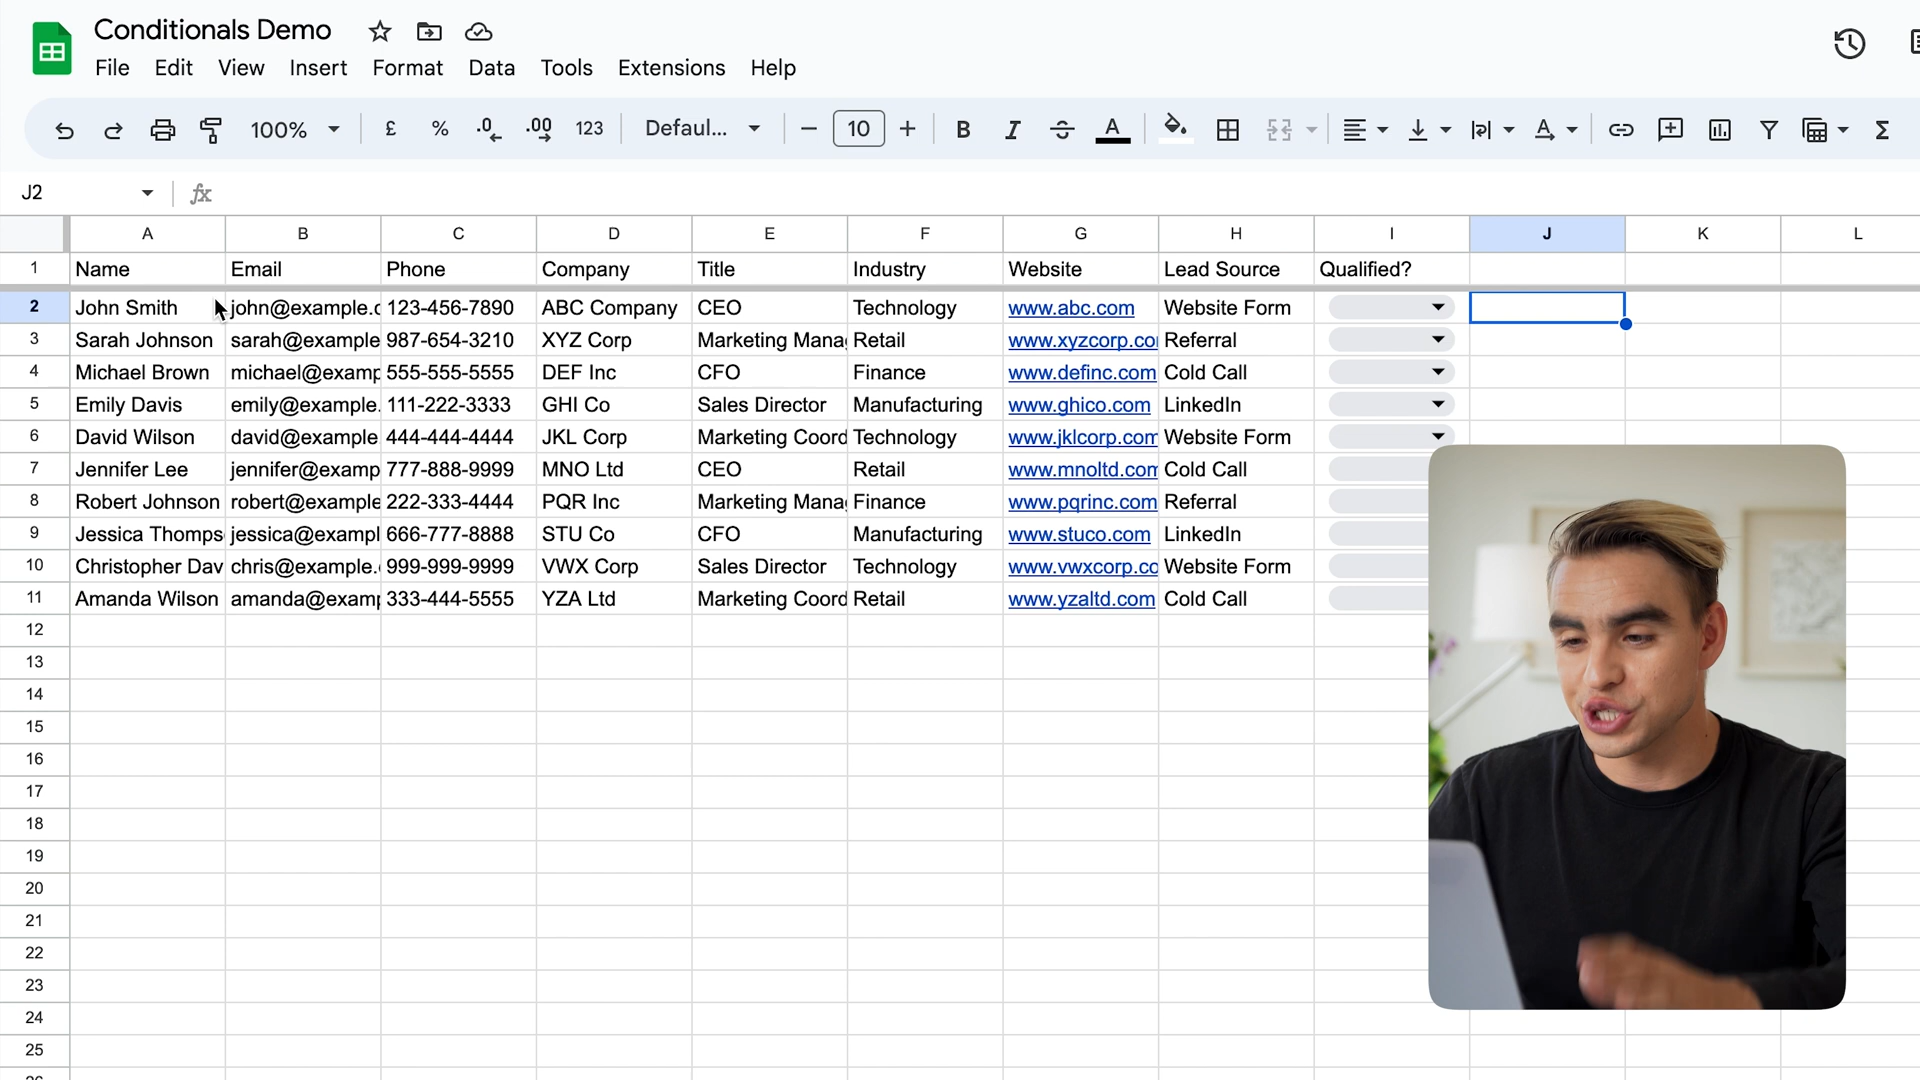 Conditionals Demo
File Edit View Insert Format Data Tools Extensions Help
100% £ % .0 .00 123 Defaul... 10 B I S A A Σ
J2 fx
A B C D E F G H I J K L
1 Name Email Phone Company Title Industry Website Lead Source Qualified?
2 John Smith john@example.c 123-456-7890 ABC Company CEO Technology www.abc.com Website Form
3 Sarah Johnson sarah@example 987-654-3210 XYZ Corp Marketing Mana Retail www.xyzcorp.co Referral
4 Michael Brown michael@examp 555-555-5555 DEF Inc CFO Finance www.definc.com Cold Call
5 Emily Davis emily@example. 111-222-3333 GHI Co Sales Director Manufacturing www.ghico.com LinkedIn
6 David Wilson david@example 444-444-4444 JKL Corp Marketing Coord Technology www.jklcorp.com Website Form
7 Jennifer Lee jennifer@examp 777-888-9999 MNO Ltd CEO Retail www.mnoltd.com Cold Call
8 Robert Johnson robert@example 222-333-4444 PQR Inc Marketing Mana Finance www.pqrinc.com Referral
9 Jessica Thomps jessica@exampl 666-777-8888 STU Co CFO Manufacturing www.stuco.com LinkedIn
10 Christopher Dav chris@example. 999-999-9999 VWX Corp Sales Director Technology www.vwxcorp.co Website Form
11 Amanda Wilson amanda@examp 333-444-5555 YZA Ltd Marketing Coord Retail www.yzaltd.com Cold Call
12
13
14
15
16
17
18
19
20
21
22
23
24
25